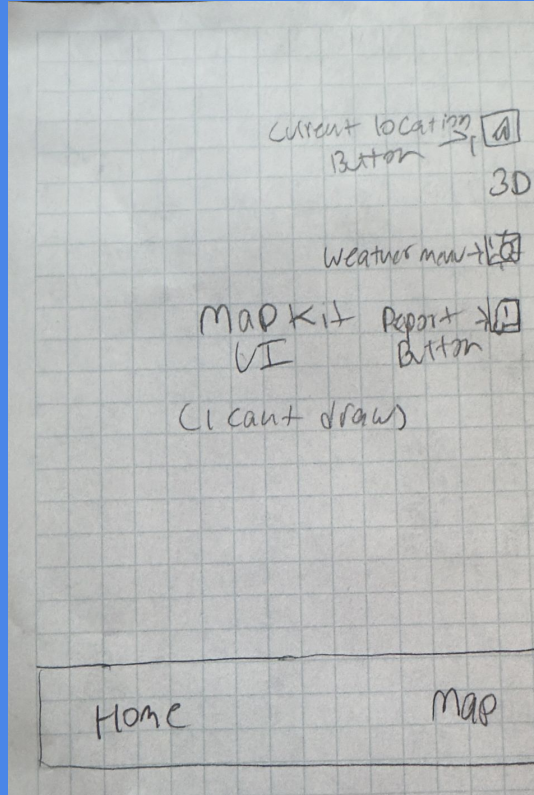 Current location
Button
3D
Weather menu
Mapkit
UI
Report
Button
(I cant draw)
Home
Map